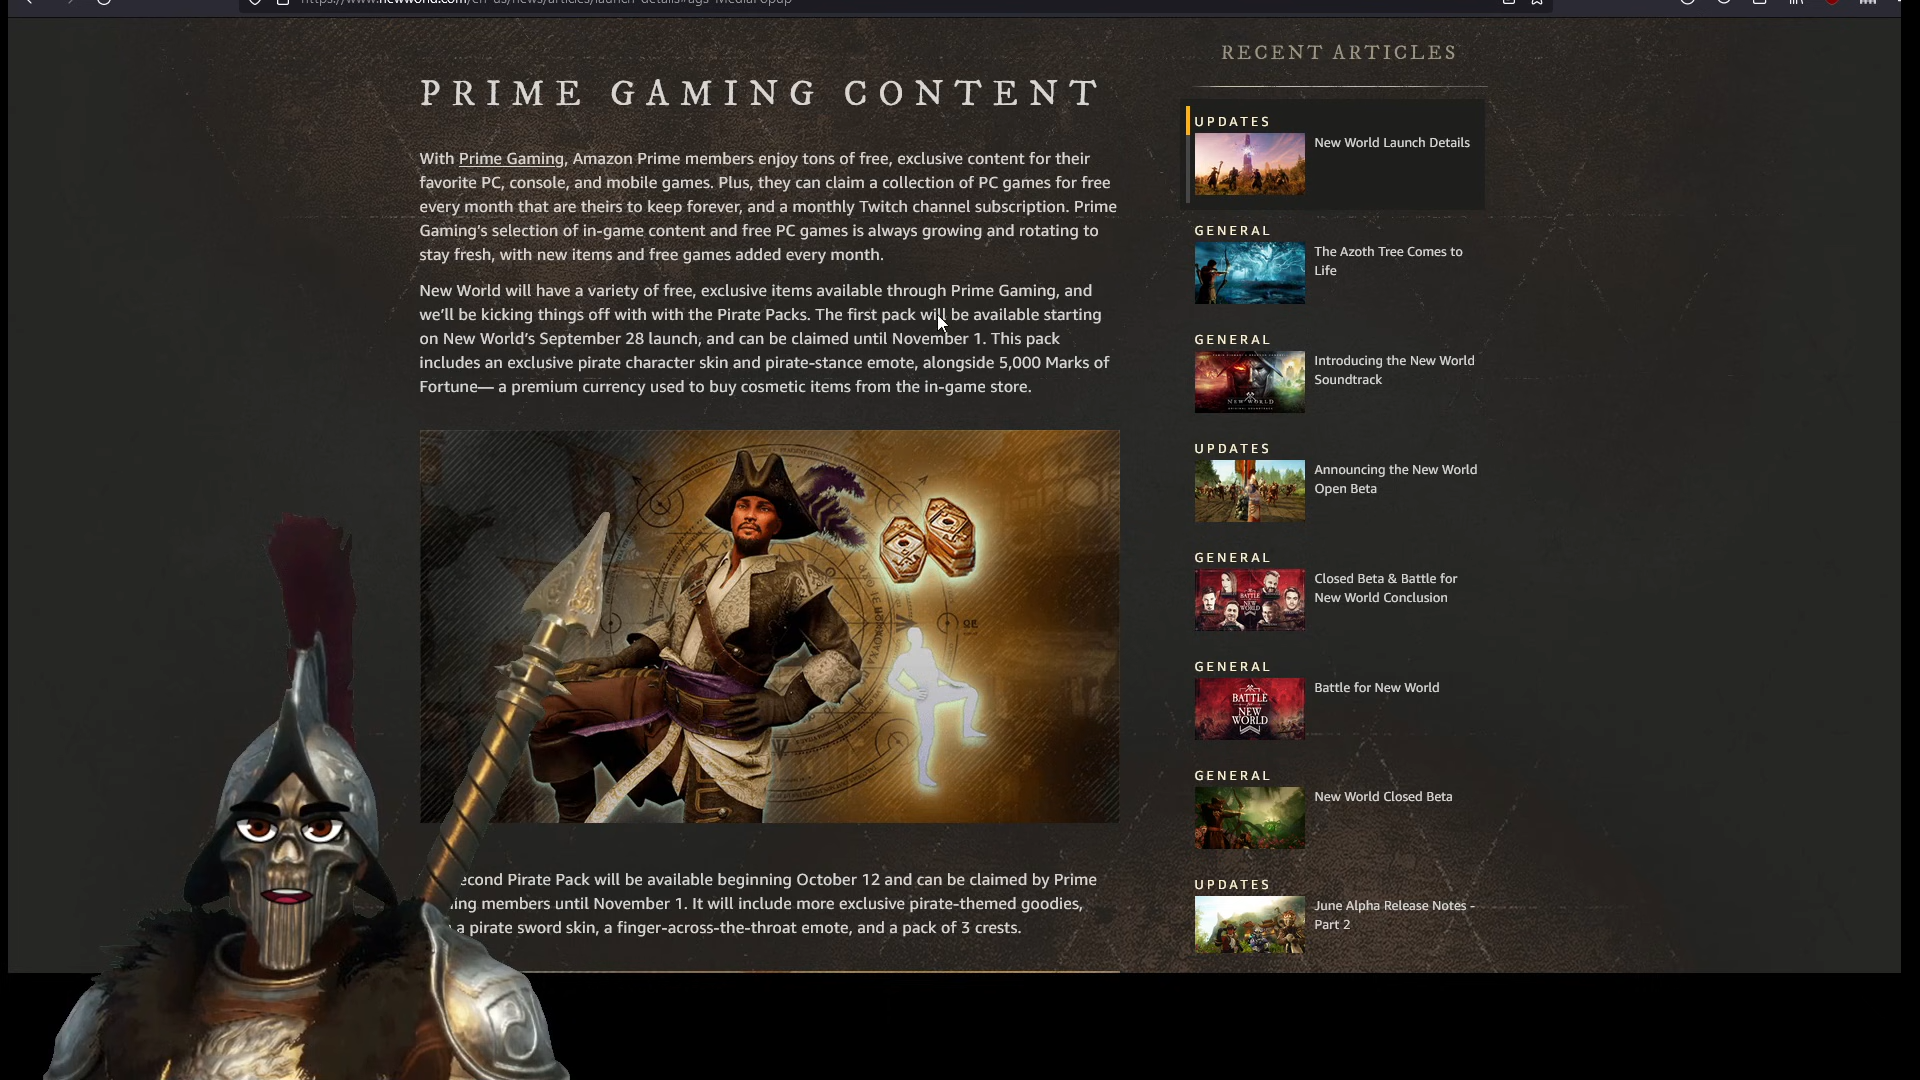 PRIME GAMING CONTENT
With Prime Gaming, Amazon Prime members enjoy tons of free, exclusive content for their
favorite PC, console, and mobile games. Plus, they can claim a collection of PC games for free
every month that are theirs to keep forever, and a monthly Twitch channel subscription. Prime
Gaming's selection of in-game content and free PC games is always growing and rotating to
stay fresh, with new items and free games added every month.
New World will have a variety of free, exclusive items available through Prime Gaming, and
we'll be kicking things off with with the Pirate Packs. The first pack will be available starting
on New World's September 28 launch, and can be claimed until November 1. This pack
includes an exclusive pirate character skin and pirate-stance emote, alongside 5,000 Marks of
Fortune— a premium currency used to buy cosmetic items from the in-game store.
econd Pirate Pack will be available beginning October 12 and can be claimed by Prime
ing members until November 1. It will include more exclusive pirate-themed goodies,
a pirate sword skin, a finger-across-the-throat emote, and a pack of 3 crests.
RECENT ARTICLES
UPDATES
New World Launch Details
GENERAL
The Azoth Tree Comes to
Life
GENERAL
Introducing the New World
Soundtrack
NEW WORLD
UPDATES
Announcing the New World
Open Beta
GENERAL
Closed Beta & Battle for
New World Conclusion
GENERAL
Battle for New World
BATTLE
NEW
WORLD
GENERAL
New World Closed Beta
UPDATES
June Alpha Release Notes -
Part 2